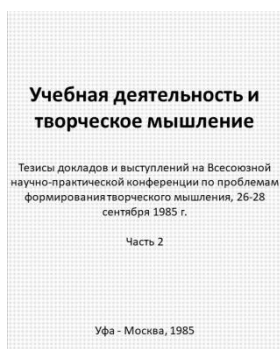 Учебная деятельность и
творческое мышление
Тезисы докладов и выступлений на Всесоюзной
научно-практической конференции по проблемам
формирования творческого мышления, 26-28
сентября 1985 г.
Часть 2
Уфа - Москва, 1985